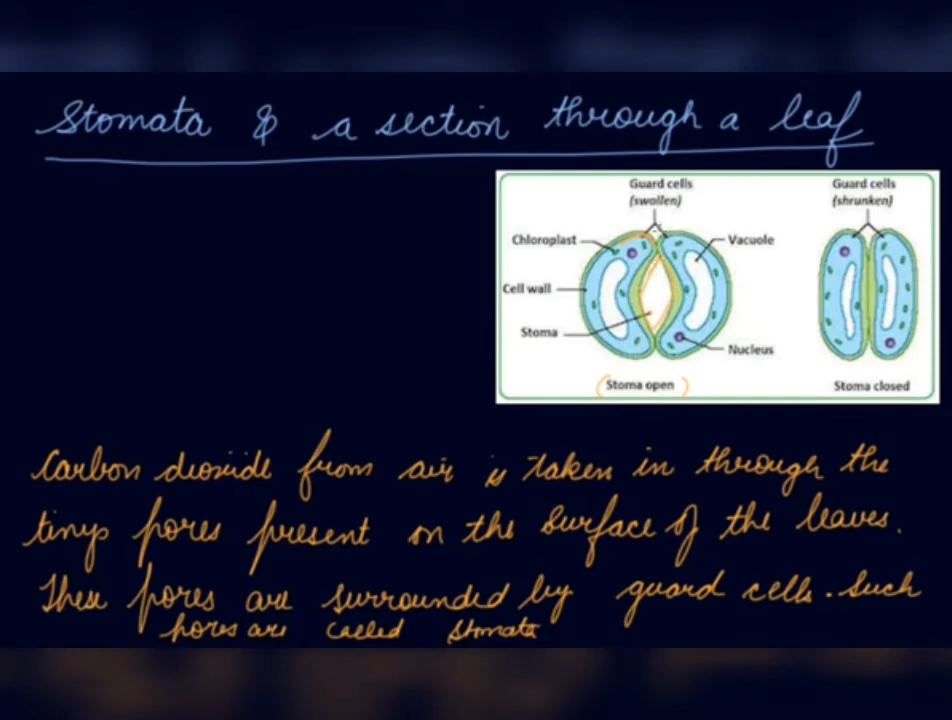 Stomata & a section through a leaf
Guard cells
(swollen)
Guard cells
(shrunken)
Chloroplast
Vacuole
Cell wall
Stoma
Nucleus
Stoma open
Stoma closed
Carbon dioxide from air is taken in through the
tiny pores present on the surface of the leaves.
These pores are surrounded by guard cells. Such
pores are called Stomata